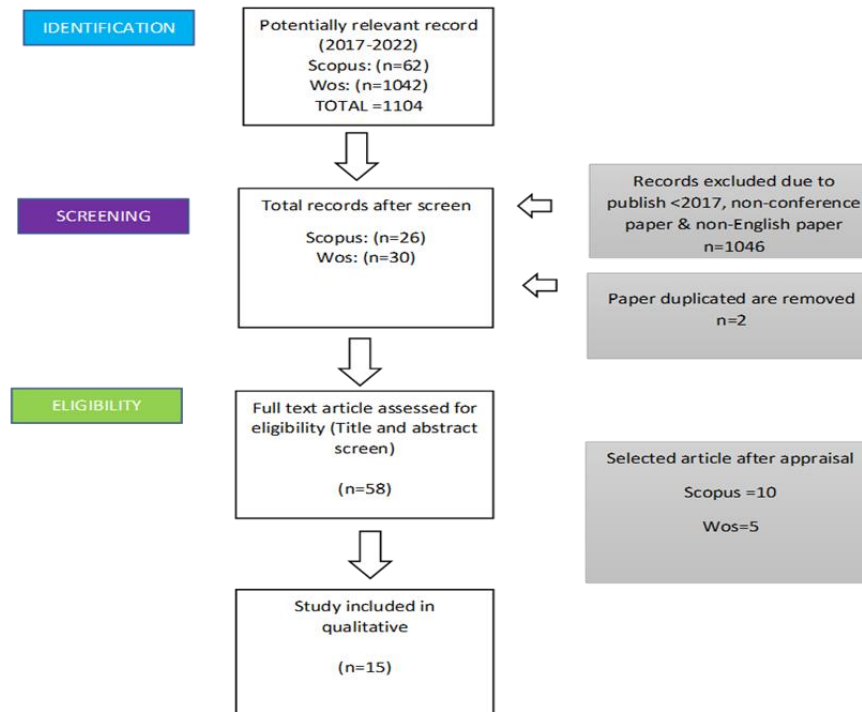 IDENTIFICATION
Potentially relevant record
(2017-2022)
Scopus: (n=62)
Wos: (n=1042)
TOTAL =1104
SCREENING
Total records after screen
Scopus: (n=26)
Wos: (n=30)
Records excluded due to
publish <2017, non-conference
paper & non-English paper
n=1046
Paper duplicated are removed
n=2
ELIGIBILITY
Full text article assessed for
eligibility (Title and abstract
screen)
(n=58)
Selected article after appraisal
Scopus =10
Wos=5
Study included in
qualitative
(n=15)